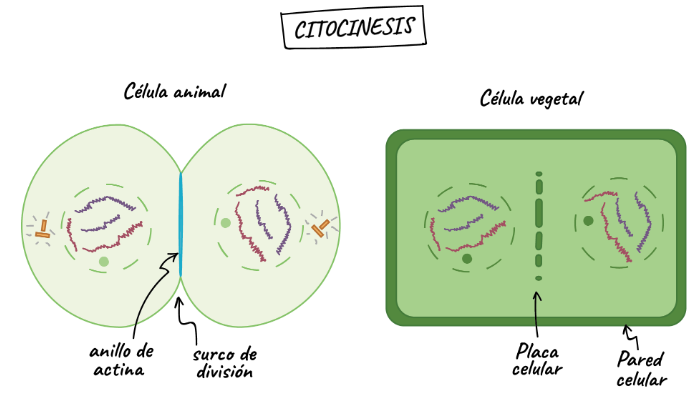 CITOCINESIS
Célula animal
Célula vegetal
anillo de
actina
surco de
división
Placa
celular
Pared
celular